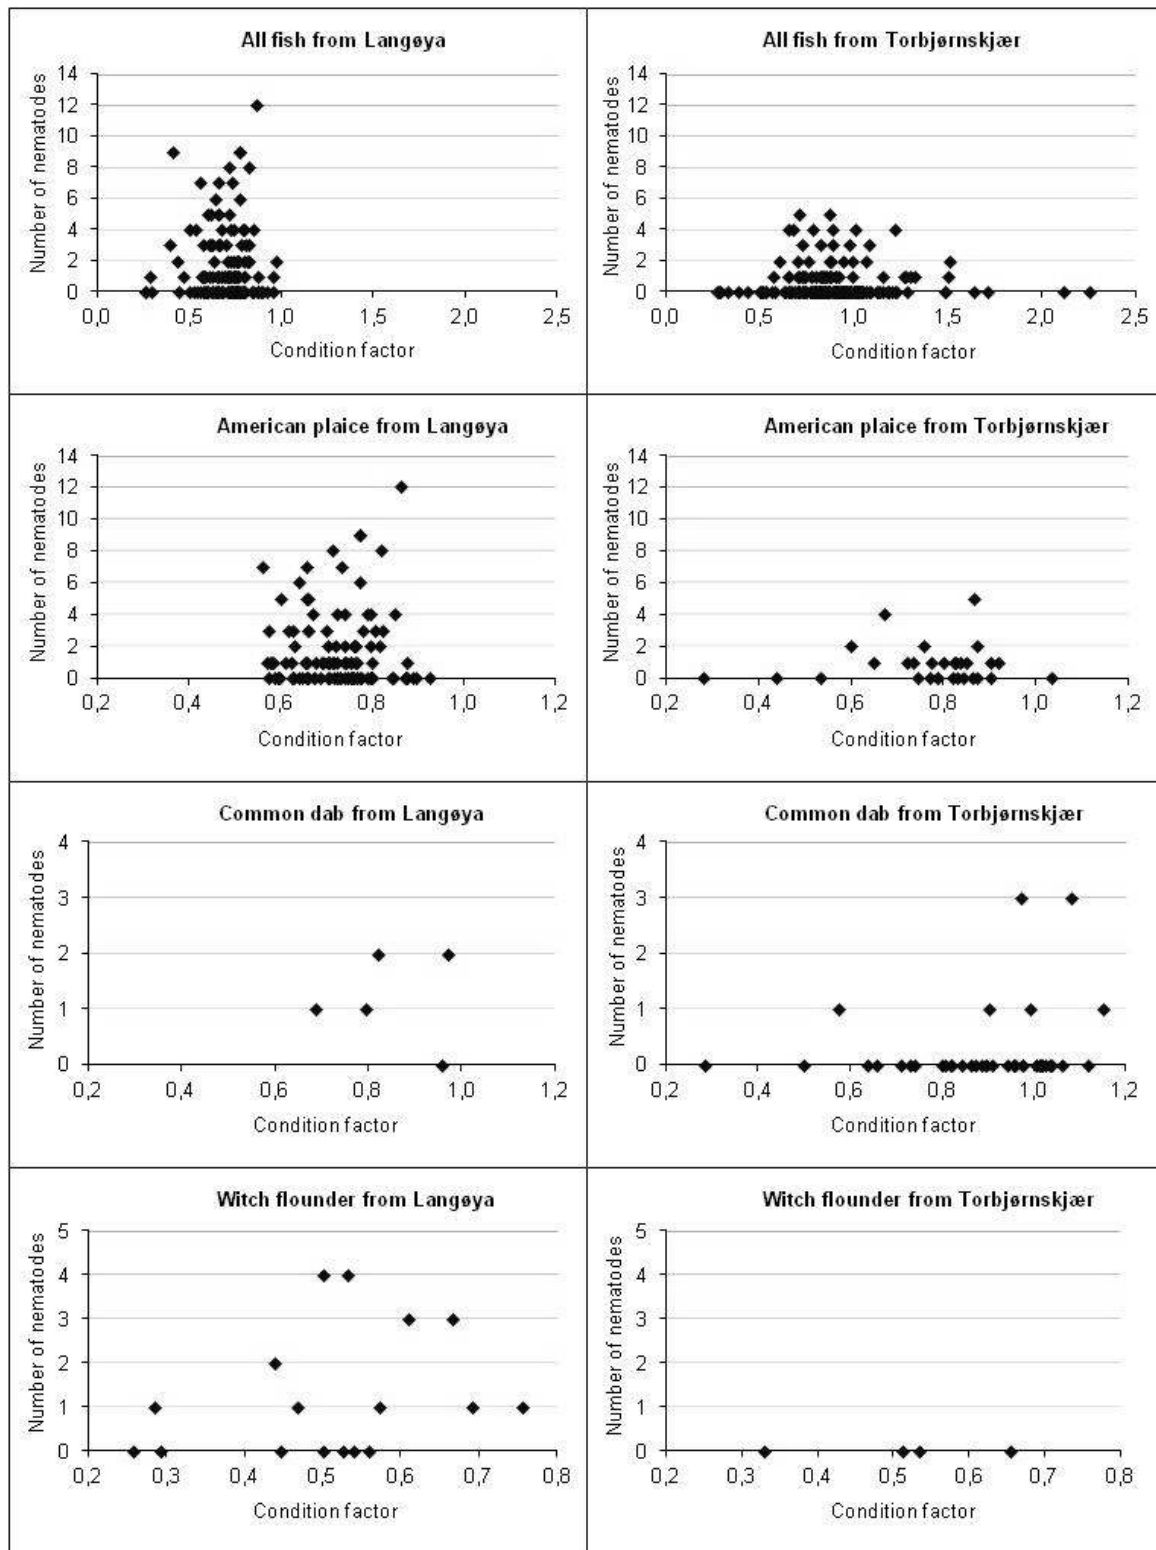 All fish from Langøya
Number of nematodes
14
12
10
8
6
4
2
0
0,0 0,5 1,0 1,5 2,0 2,5
Condition factor
All fish from Torbjørnskjær
Number of nematodes
14
12
10
8
6
4
2
0
0,0 0,5 1,0 1,5 2,0 2,5
Condition factor
American plaice from Langøya
Number of nematodes
14
12
10
8
6
4
2
0
0,2 0,4 0,6 0,8 1,0 1,2
Condition factor
American plaice from Torbjørnskjær
Number of nematodes
14
12
10
8
6
4
2
0
0,2 0,4 0,6 0,8 1,0 1,2
Condition factor
Common dab from Langøya
Number of nematodes
4
3
2
1
0
0,2 0,4 0,6 0,8 1,0 1,2
Condition factor
Common dab from Torbjørnskjær
Number of nematodes
4
3
2
1
0
0,2 0,4 0,6 0,8 1,0 1,2
Condition factor
Witch flounder from Langøya
Number of nematodes
5
4
3
2
1
0
0,2 0,3 0,4 0,5 0,6 0,7 0,8
Condition factor
Witch flounder from Torbjørnskjær
Number of nematodes
5
4
3
2
1
0
0,2 0,3 0,4 0,5 0,6 0,7 0,8
Condition factor